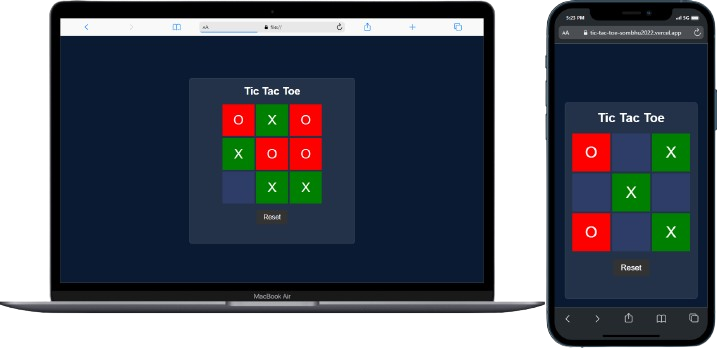 AA
Tic Tac Toe
O X O
X O O
X X
Reset
MacBook Air
5:23 PM
5G
AA tic-tac-toe-sombhu2022.vercel.app
Tic Tac Toe
O X
X
O X
Reset